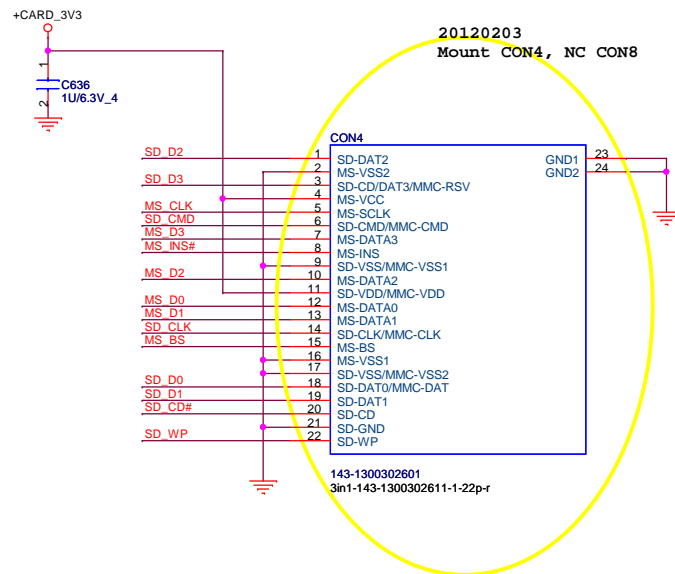 +CARD_3V3
20120203
Mount CON4, NC CON8
1
C636
1U/6.3V_4
2
CON4
SD_D2 1 SD-DAT2 GND1 23
2 MS-VSS2 GND2 24
SD_D3 3 SD-CD/DAT3/MMC-RSV
4 MS-VCC
MS_CLK 5 MS-SCLK
SD_CMD 6 SD-CMD/MMC-CMD
MS_D3 7 MS-DATA3
MS_INS# 8 MS-INS
9 SD-VSS/MMC-VSS1
MS_D2 10 MS-DATA2
11 SD-VDD/MMC-VDD
MS_D0 12 MS-DATA0
MS_D1 13 MS-DATA1
SD_CLK 14 SD-CLK/MMC-CLK
MS_BS 15 MS-BS
16 MS-VSS1
17 SD-VSS/MMC-VSS2
SD_D0 18 SD-DAT0/MMC-DAT
SD_D1 19 SD-DAT1
SD_CD# 20 SD-CD
21 SD-GND
SD_WP 22 SD-WP
143-1300302601
3in1-143-1300302611-1-22p-r